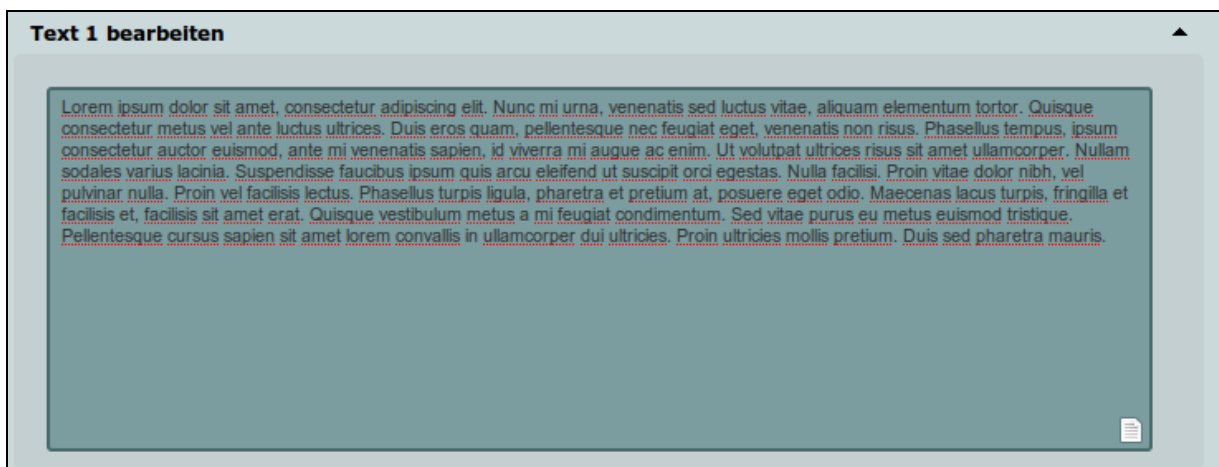 Text 1 bearbeiten
Lorem ipsum dolor sit amet, consectetur adipiscing elit. Nunc mi urna, venenatis sed luctus vitae, aliquam elementum tortor. Quisque
consectetur metus vel ante luctus ultrices. Duis eros quam, pellentesque nec feugiat eget, venenatis non risus. Phasellus tempus, ipsum
consectetur auctor euismod, ante mi venenatis sapien, id viverra mi augue ac enim. Ut volutpat ultrices risus sit amet ullamcorper. Nullam
sodales varius lacinia. Suspendisse faucibus ipsum quis arcu eleifend ut suscipit orci egestas. Nulla facilisi. Proin vitae dolor nibh, vel
pulvinar nulla. Proin vel facilisis lectus. Phasellus turpis ligula, pharetra et pretium at, posuere eget odio. Maecenas lacus turpis, fringilla et
facilisis et, facilisis sit amet erat. Quisque vestibulum metus a mi feugiat condimentum. Sed vitae purus eu metus euismod tristique.
Pellentesque cursus sapien sit amet lorem convallis in ullamcorper dui ultricies. Proin ultricies mollis pretium. Duis sed pharetra mauris.